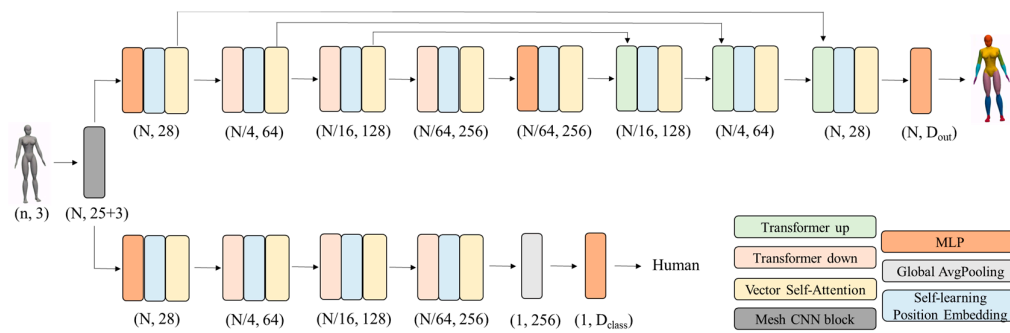 (N, 28)
(N/4, 64)
(N/16, 128)
(N/64, 256)
(N/64, 256)
(N/16, 128)
(N/4, 64)
(N, 28)
(N, Dout)
(n, 3)
(N, 25+3)
Human
(N, 28)
(N/4, 64)
(N/16, 128)
(N/64, 256)
(1, 256)
(1, Dclass)
Transformer up
Transformer down
Vector Self-Attention
Mesh CNN block
MLP
Global AvgPooling
Self-learning
Position Embedding